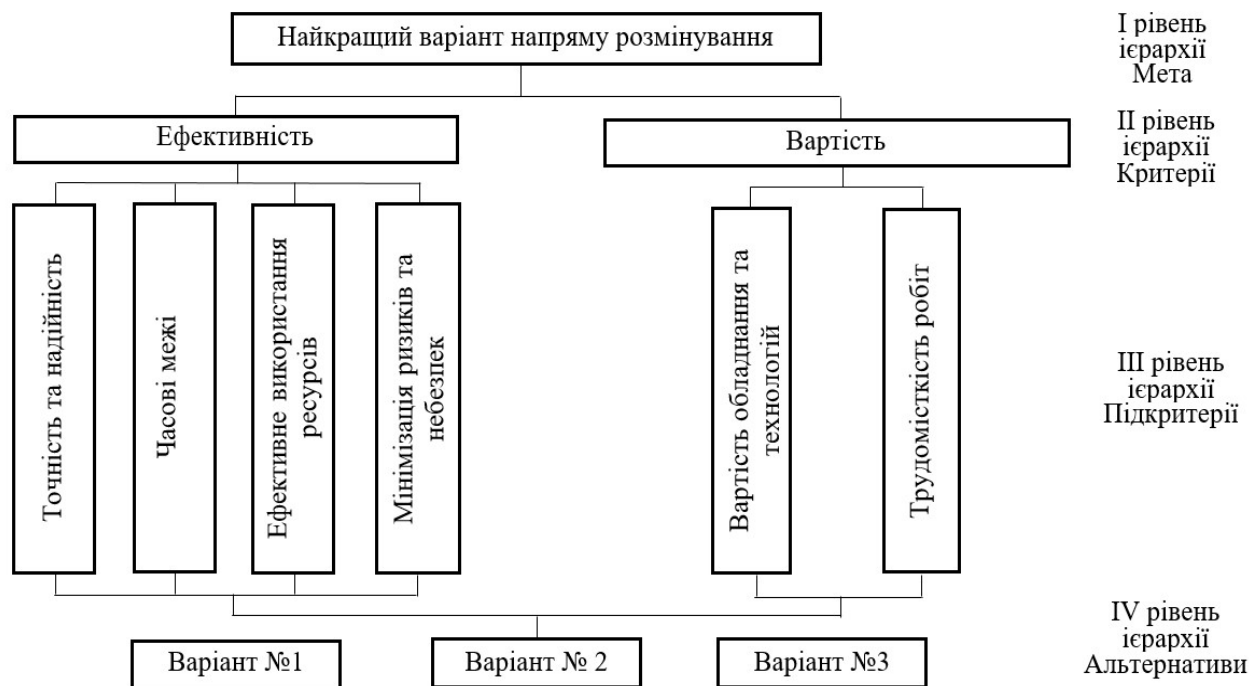 Найкращий варіант напряму розмінування
І рівень
ієрархії
Мета
Ефективність
Вартість
ІІ рівень
ієрархії
Критерії
Точність та надійність
Часові межі
Ефективне використання
ресурсів
Мінімізація ризиків та
небезпек
Вартість обладнання та
технологій
Трудомісткість робіт
ІІІ рівень
ієрархії
Підкритерії
Варіант №1
Варіант № 2
Варіант №3
IV рівень
ієрархії
Альтернативи